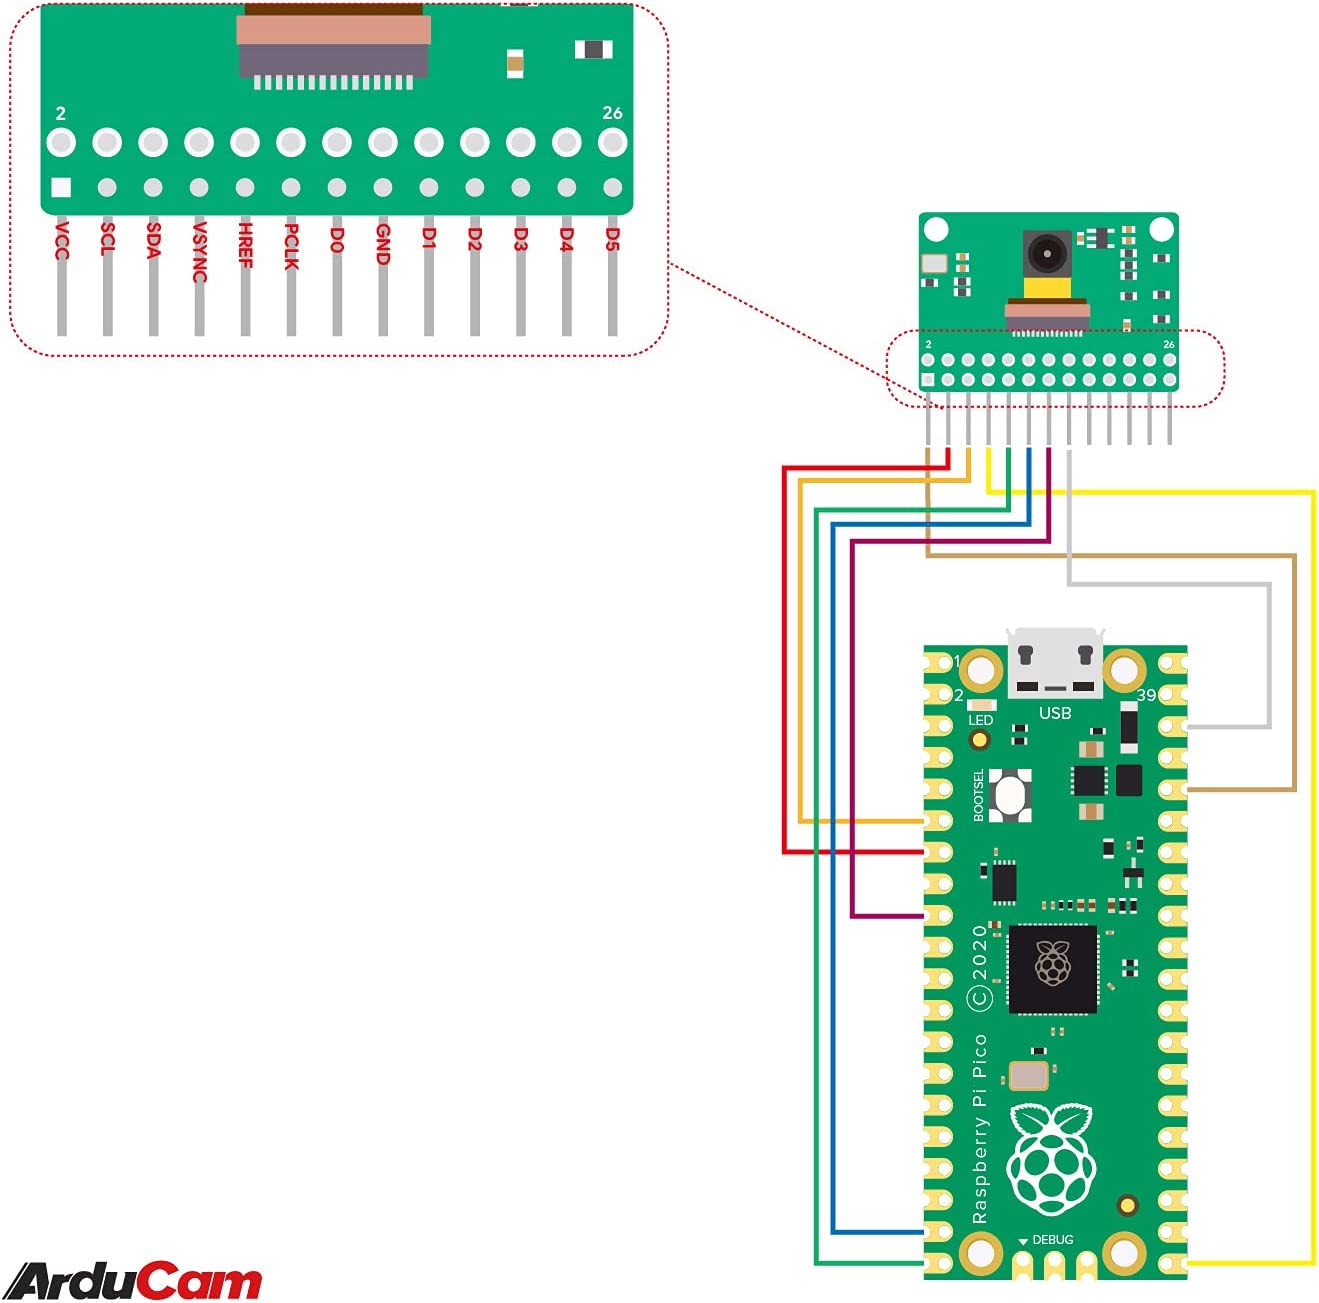 2
26
VCC
SCL
SDA
VSYNC
HREF
PCLK
D0
GND
D1
D2
D3
D4
D5
2
26
1
2
39
LED
USB
BOOTSEL
Raspberry Pi Pico © 2020
DEBUG
ArduCam